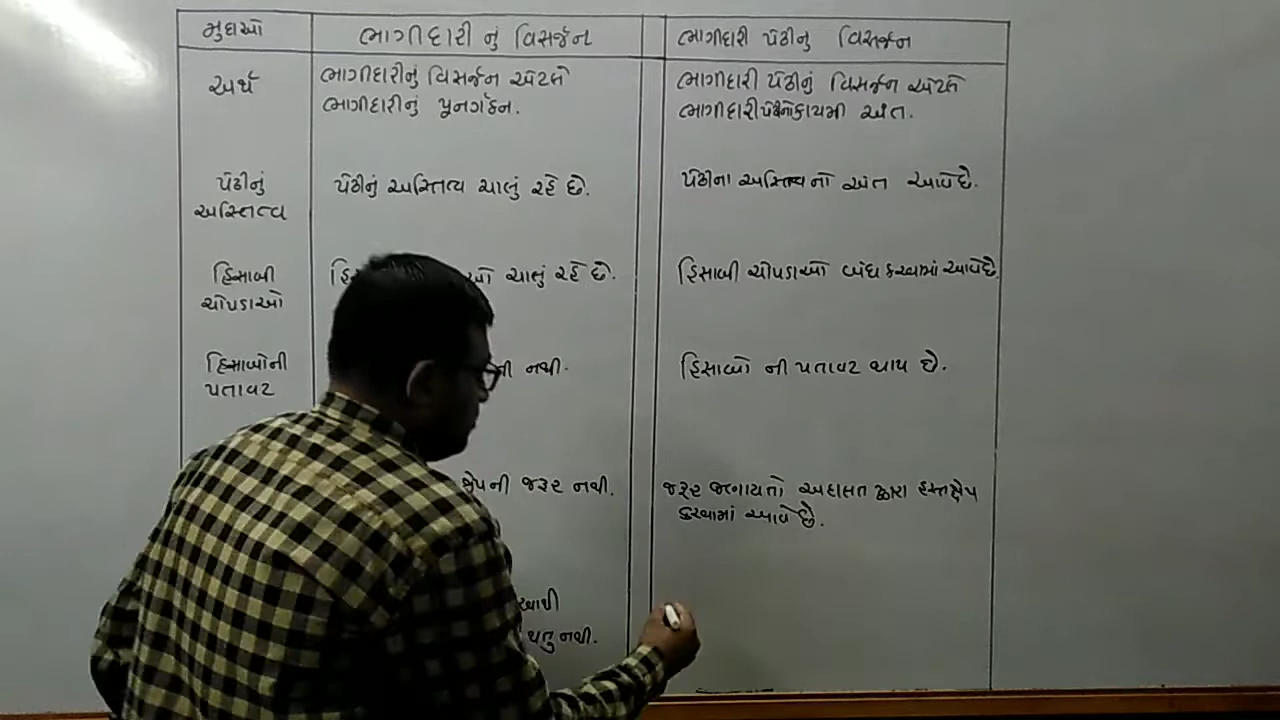 મુદ્દાઓ
ભાગીદારી નું વિસર્જન
ભાગીદારી પેઢીનું વિસર્જન
અર્થ
ભાગીદારીનું વિસર્જન એટલે
ભાગીદારીનું પૂનર્ગઠન.
ભાગીદારી પેઢીનું વિસર્જન એટલે
ભાગીદારી પેઢીનો કાયમી અંત.
પેઢીનું
અસ્તિત્વ
પેઢીનું અસ્તિત્વ ચાલું રહે છે.
પેઢીના અસ્તિત્વ નો અંત આવે છે.
હિસાબી
ચોપડાઓ
ચાલું રહે છે.
હિસાબી ચોપડાઓ બંધ કરવામાં આવે છે.
હિસાબોની
પતાવટ
નથી.
હિસાબો ની પતાવટ થાય છે.
ની જરૂર નથી.
જરૂર જણાય તો અદાલત દ્વારા હસ્તક્ષેપ
કરવામાં આવે છે.
થતુ નથી.